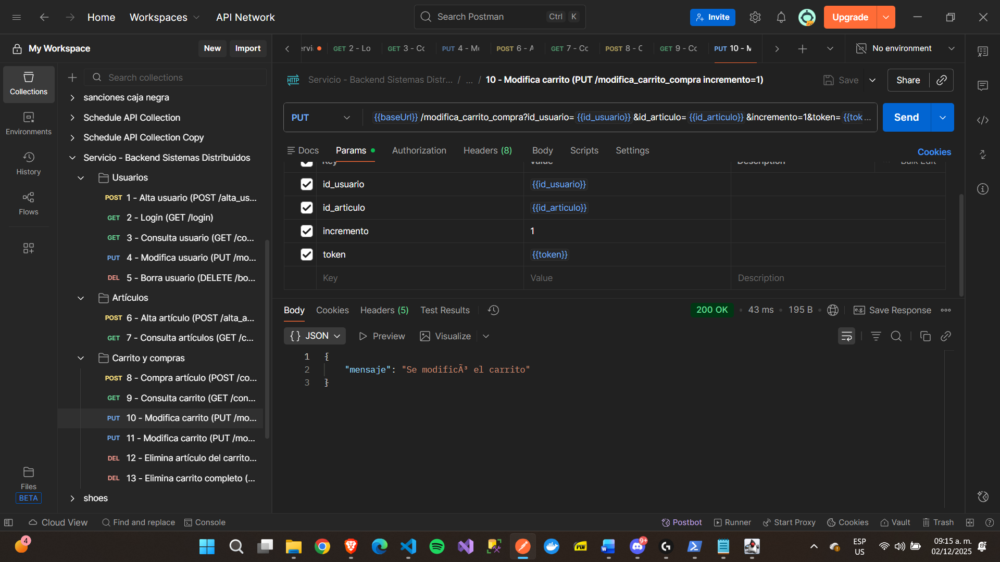 Home
Workspaces
API Network
Search Postman
Ctrl K
Invite
Upgrade
My Workspace
New
Import
GET 2 - Lo
GET 3 - Cc
PUT 4 - Mc
POST 6 - A
GET 7 - Cc
POST 8 - C
GET 9 - Cc
PUT 10 - M
No environment
Collections
Environments
History
Flows
Files
BETA
Search collections
sanciones caja negra
Schedule API Collection
Schedule API Collection Copy
Servicio - Backend Sistemas Distribuidos
Usuarios
POST 1 - Alta usuario (POST /alta_us...
GET 2 - Login (GET /login)
GET 3 - Consulta usuario (GET /co...
PUT 4 - Modifica usuario (PUT /mo...
DEL 5 - Borra usuario (DELETE /bo...
Artículos
POST 6 - Alta artículo (POST /alta_a...
GET 7 - Consulta artículos (GET /c...
Carrito y compras
POST 8 - Compra artículo (POST /co...
GET 9 - Consulta carrito (GET /con...
PUT 10 - Modifica carrito (PUT /mo...
PUT 11 - Modifica carrito (PUT /mo...
DEL 12 - Elimina artículo del carrito...
DEL 13 - Elimina carrito completo (...
shoes
HTTP Servicio - Backend Sistemas Distr... / ... / 10 - Modifica carrito (PUT /modifica_carrito_compra incremento=1)
Save
Share
PUT
{{baseUrl}} /modifica_carrito_compra?id_usuario= {{id_usuario}} &id_articulo= {{id_articulo}} &incremento=1&token= {{tok...
Send
Docs Params Authorization Headers (8) Body Scripts Settings
Cookies
Key Value Description Bulk Edit
id_usuario {{id_usuario}}
id_articulo {{id_articulo}}
incremento 1
token {{token}}
Key Value Description
Body Cookies Headers (5) Test Results
200 OK • 43 ms • 195 B
e.g. Save Response
{} JSON Preview Visualize
1 {
2 "mensaje": "Se modificÃ³ el carrito"
3 }
Cloud View
Find and replace
Console
Postbot
Runner
Start Proxy
Cookies
Vault
Trash
4
PDF
9+
ESP
US
09:15 a. m.
02/12/2025